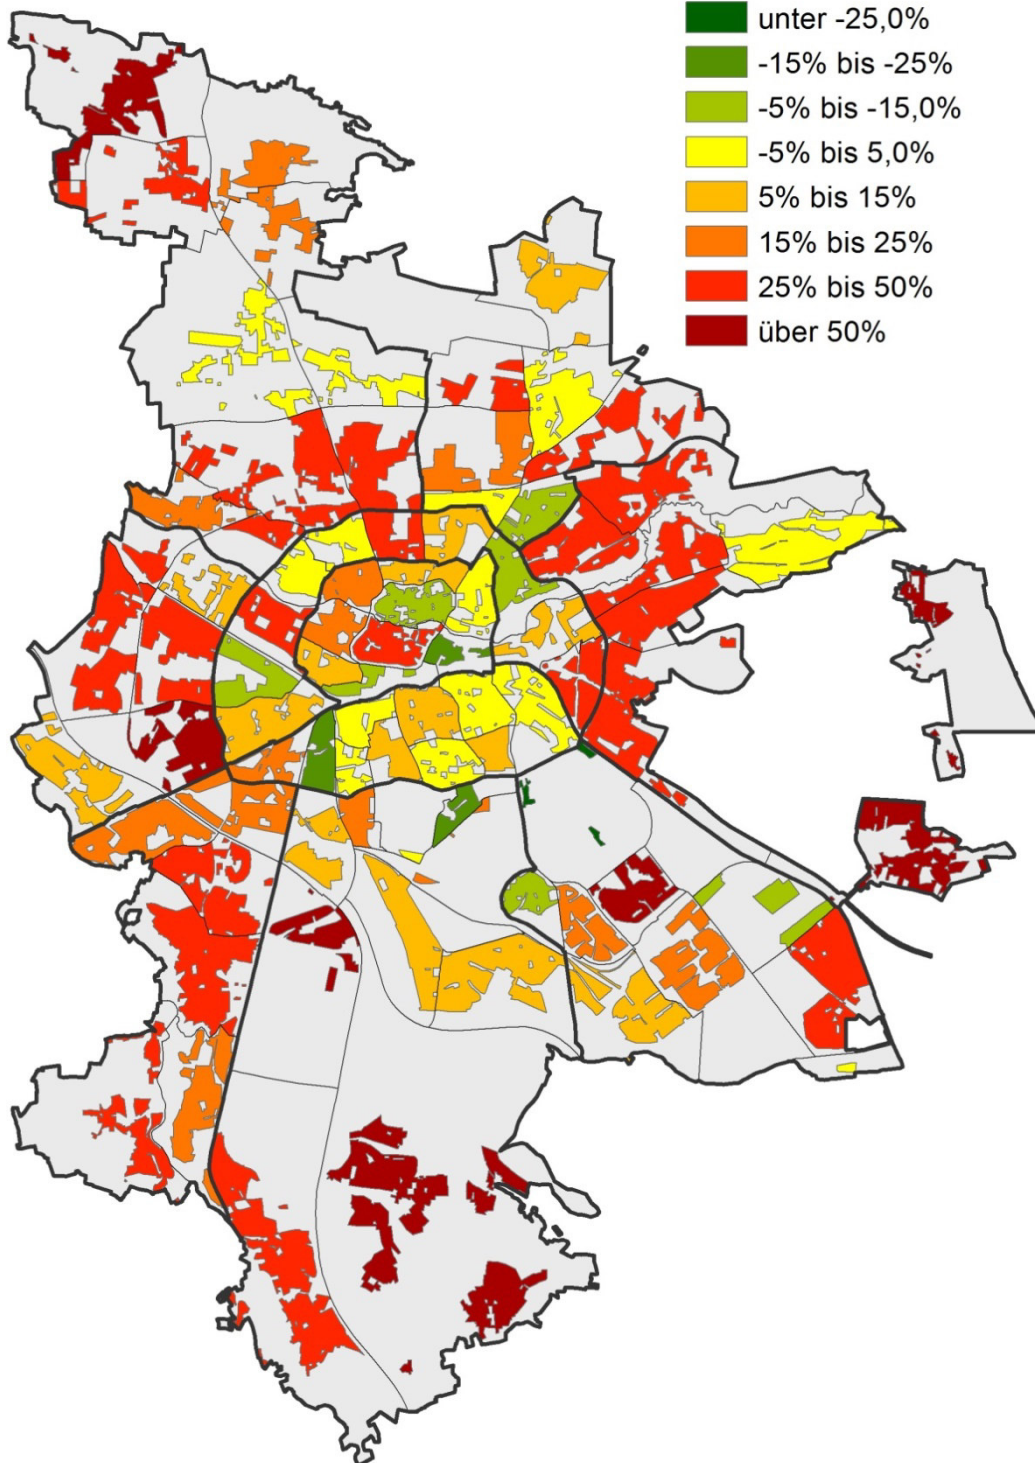 unter -25,0%
-15% bis -25%
-5% bis -15,0%
-5% bis 5,0%
5% bis 15%
15% bis 25%
25% bis 50%
über 50%